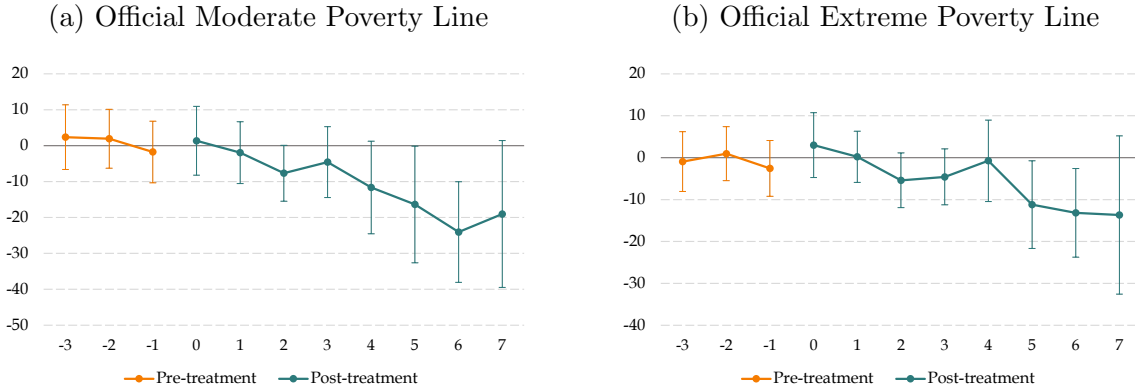 (a) Official Moderate Poverty Line
20
10
0
-10
-20
-30
-40
-50
-3 -2 -1 0 1 2 3 4 5 6 7
Pre-treatment Post-treatment
(b) Official Extreme Poverty Line
20
10
0
-10
-20
-30
-40
-3 -2 -1 0 1 2 3 4 5 6 7
Pre-treatment Post-treatment